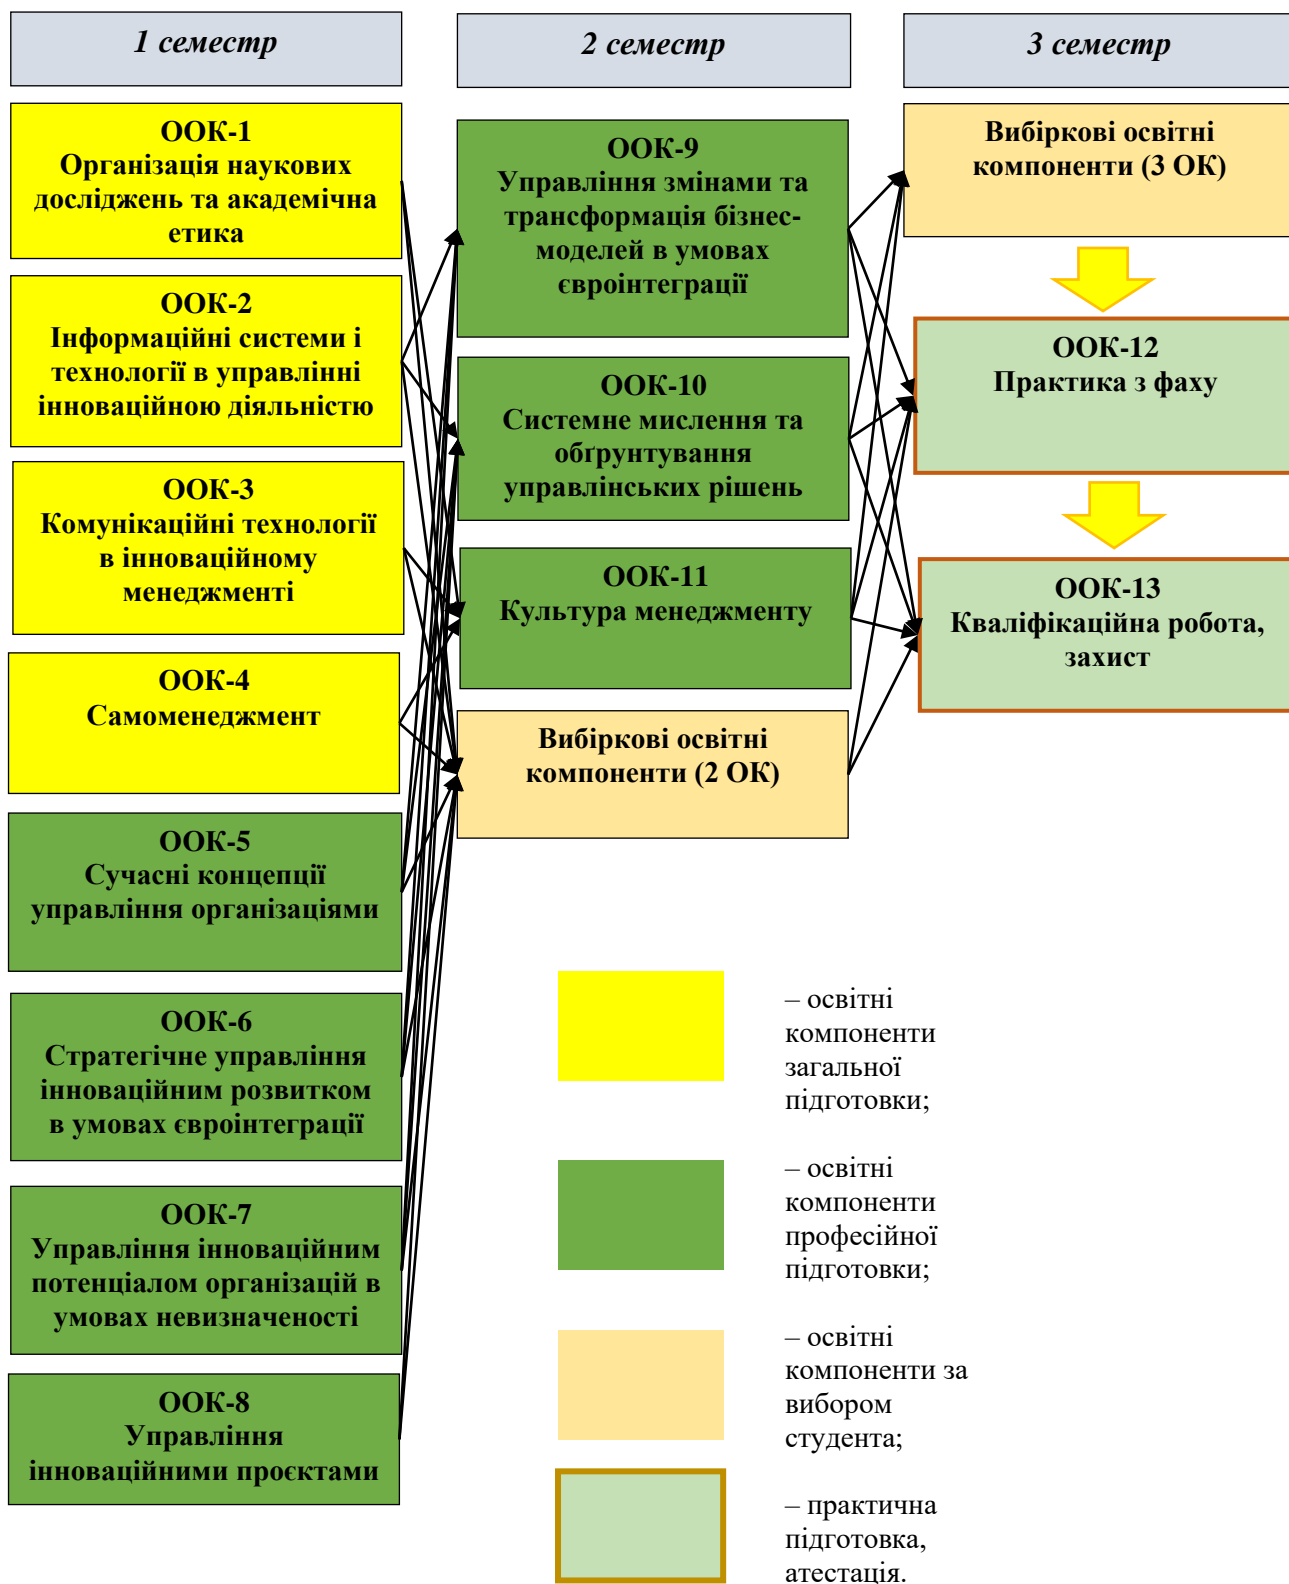 1 семестр
2 семестр
3 семестр
ООК-1
Організація наукових
досліджень та академічна
етика
ООК-2
Інформаційні системи і
технології в управлінні
інноваційною діяльністю
ООК-3
Комунікаційні технології
в інноваційному
менеджменті
ООК-4
Самоменеджмент
ООК-5
Сучасні концепції
управління організаціями
ООК-6
Стратегічне управління
інноваційним розвитком
в умовах євроінтеграції
ООК-7
Управління інноваційним
потенціалом організацій в
умовах невизначеності
ООК-8
Управління
інноваційними проєктами
ООК-9
Управління змінами та
трансформація бізнес-
моделей в умовах
євроінтеграції
ООК-10
Системне мислення та
обґрунтування
управлінських рішень
ООК-11
Культура менеджменту
Вибіркові освітні
компоненти (2 ОК)
Вибіркові освітні
компоненти (3 ОК)
ООК-12
Практика з фаху
ООК-13
Кваліфікаційна робота,
захист
– освітні
компоненти
загальної
підготовки;
– освітні
компоненти
професійної
підготовки;
– освітні
компоненти за
вибором
студента;
– практична
підготовка,
атестація.